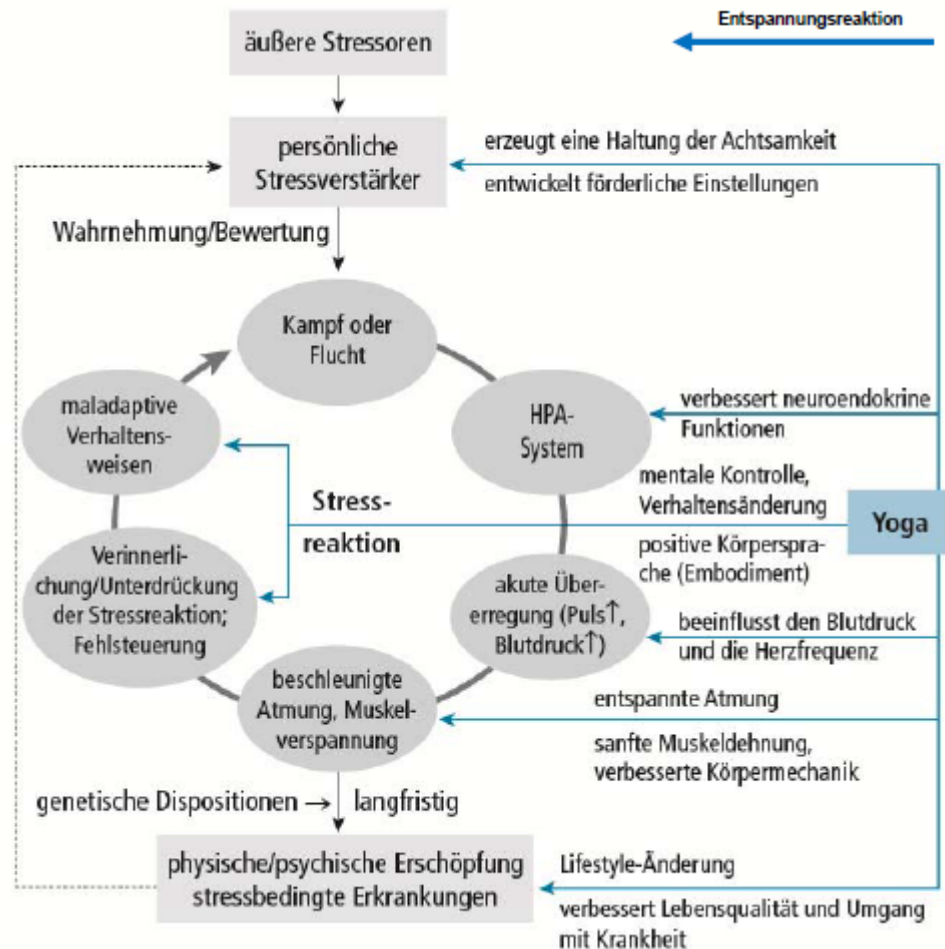 Entspannungsreaktion
äußere Stressoren
persönliche
Stressverstärker
erzeugt eine Haltung der Achtsamkeit
entwickelt förderliche Einstellungen
Wahrnehmung/Bewertung
Kampf oder
Flucht
maladaptive
Verhaltens-
weisen
HPA-
System
verbessert neuroendokrine
Funktionen
mentale Kontrolle,
Verhaltensänderung
Stress-
reaktion
Yoga
positive Körperspra-
che (Embodiment)
Verinnerli-
chung/Unterdrückung
der Stressreaktion;
Fehlsteuerung
akute Über-
erregung (Puls↑,
Blutdruck↑)
beeinflusst den Blutdruck
und die Herzfrequenz
beschleunigte
Atmung, Muskel-
verspannung
entspannte Atmung
sanfte Muskeldehnung,
verbesserte Körpermechanik
genetische Dispositionen → langfristig
physische/psychische Erschöpfung
stressbedingte Erkrankungen
Lifestyle-Änderung
verbessert Lebensqualität und Umgang
mit Krankheit